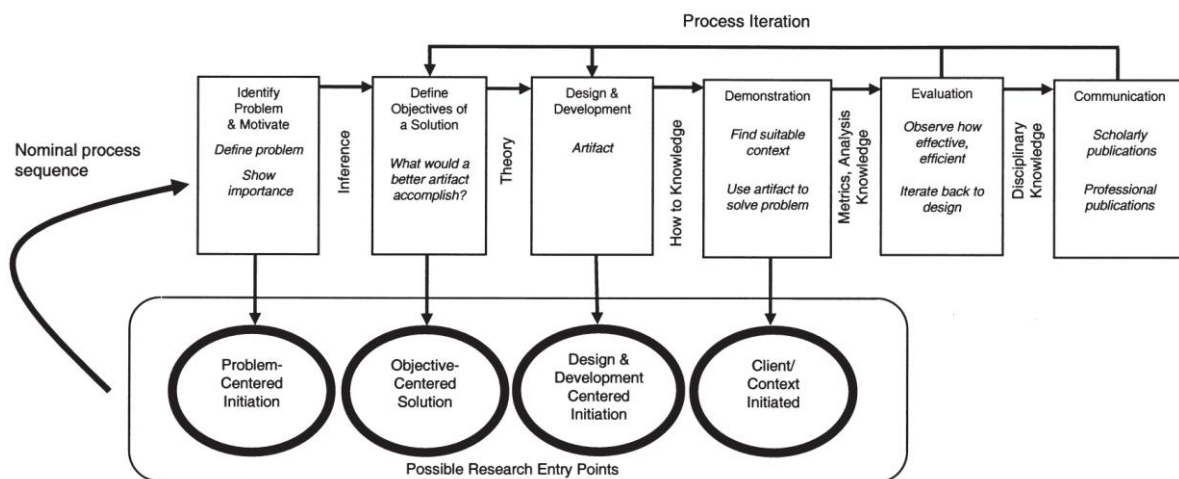 Process Iteration
Nominal process
sequence
Identify
Problem
& Motivate
Define problem
Show
importance
Inference
Define
Objectives of
a Solution
What would a
better artifact
accomplish?
Theory
Design &
Development
Artifact
How to Knowledge
Demonstration
Find suitable
context
Use artifact to
solve problem
Metrics, Analysis
Knowledge
Evaluation
Observe how
effective,
efficient
Iterate back to
design
Disciplinary
Knowledge
Communication
Scholarly
publications
Professional
publications
Problem-
Centered
Initiation
Objective-
Centered
Solution
Design &
Development
Centered
Initiation
Client/
Context
Initiated
Possible Research Entry Points